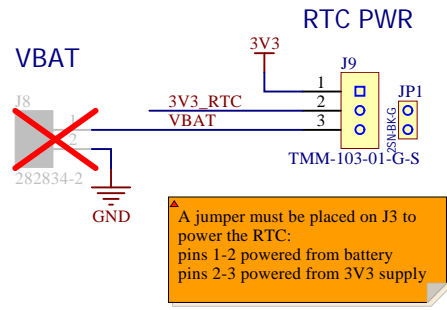 RTC PWR
VBAT
3V3
J9
J8
JP1
1
2
3
3V3_RTC
VBAT
1
2
2SN-BK-G
TMM-103-01-G-S
282834-2
GND
A jumper must be placed on J3 to
power the RTC:
pins 1-2 powered from battery
pins 2-3 powered from 3V3 supply